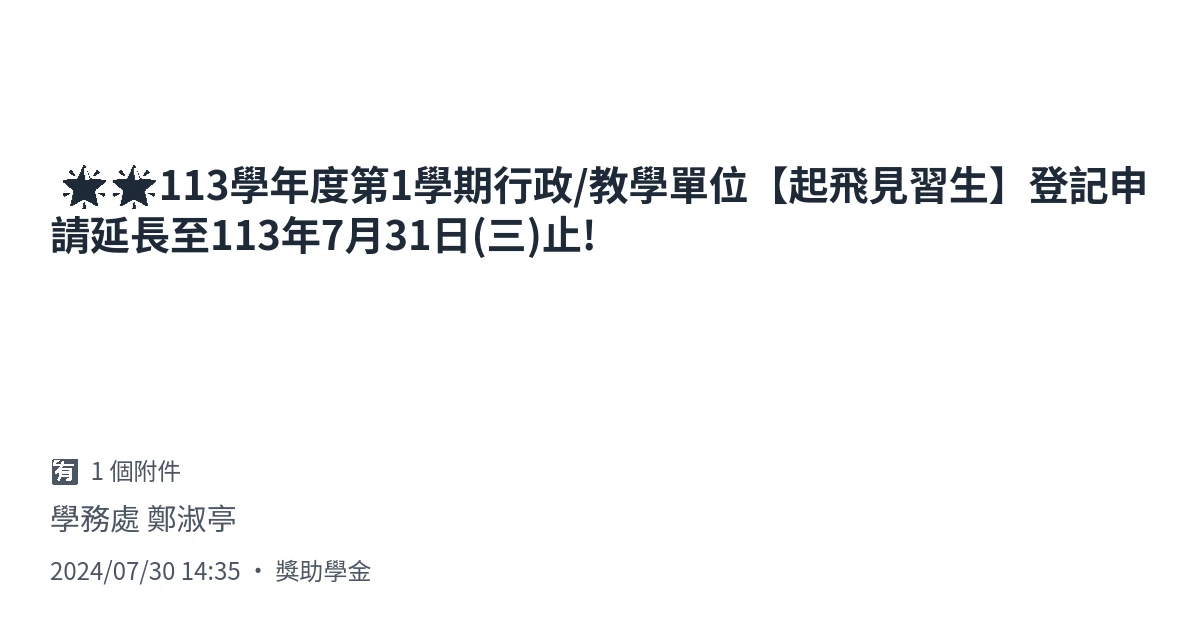 🌟🌟113學年度第1學期行政/教學單位【起飛見習生】登記申
請延長至113年7月31日(三)止!
🈶 1 個附件
學務處 鄭淑亭
2024/07/30 14:35 • 獎助學金